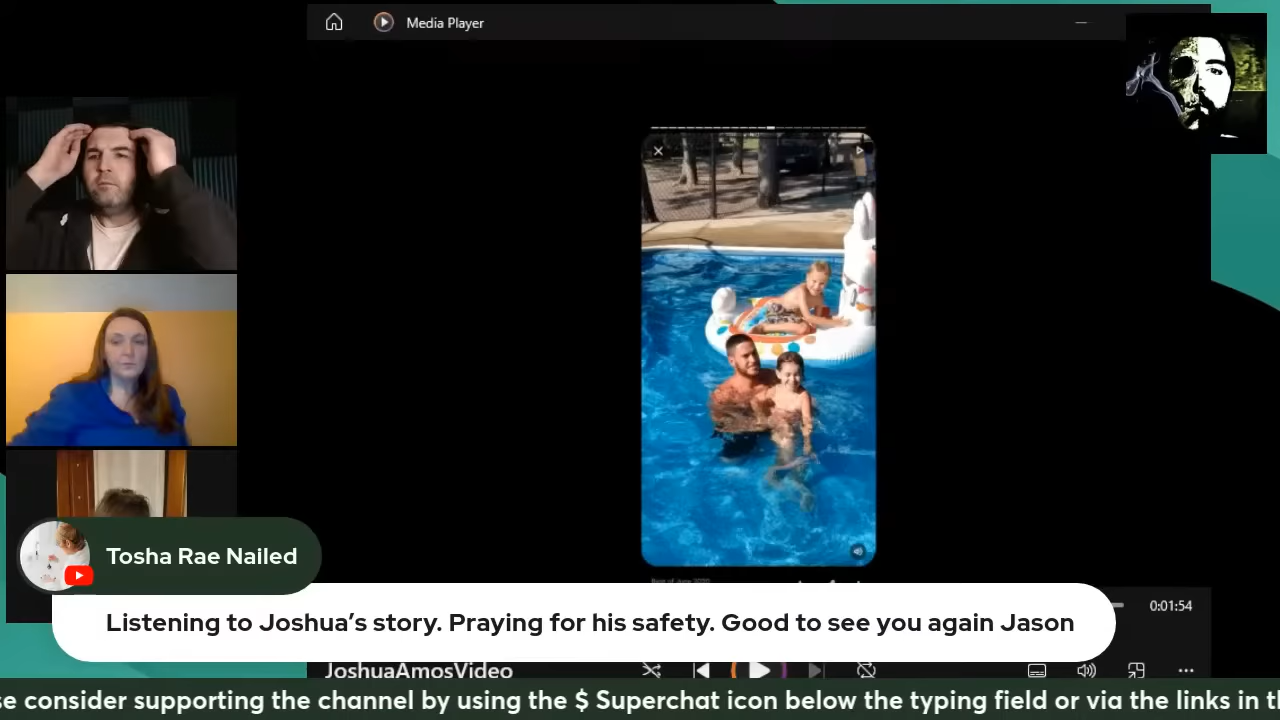 Media Player
Tosha Rae Nailed
Listening to Joshua's story. Praying for his safety. Good to see you again Jason
0:01:54
JoshuaAmosVideo
se consider supporting the channel by using the $ Superchat icon below the typing field or via the links in th